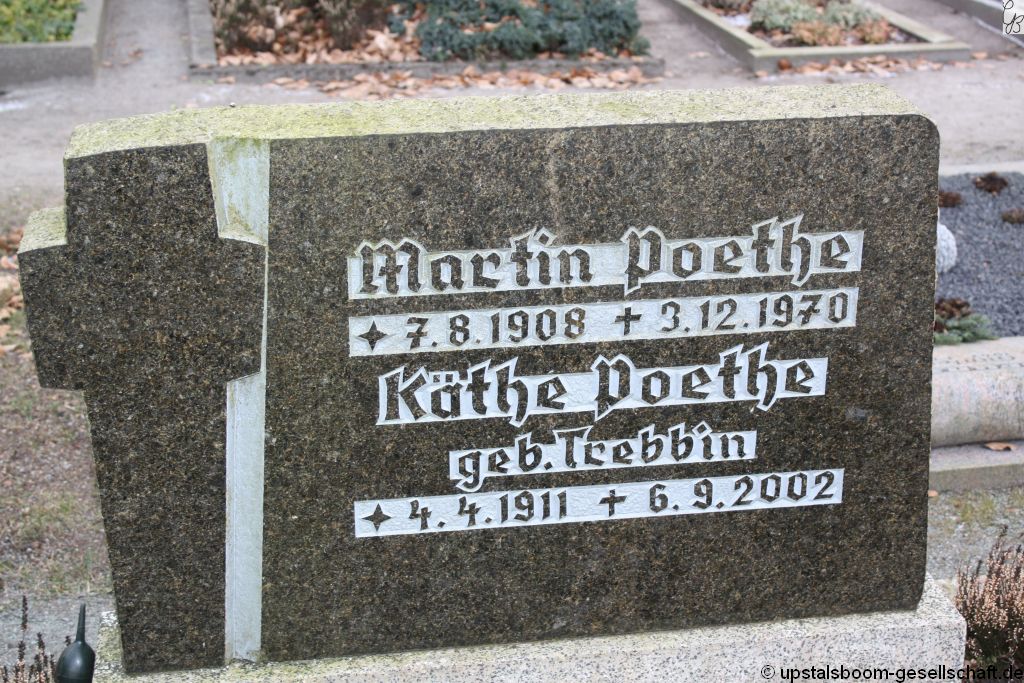 Martin Poethe
✦ 7.8.1908 ✝ 3.12.1970
Käthe Poethe
geb. Trebbin
✦ 4.4.1911 ✝ 6.9.2002
© upstalsboom-gesellschaft.de